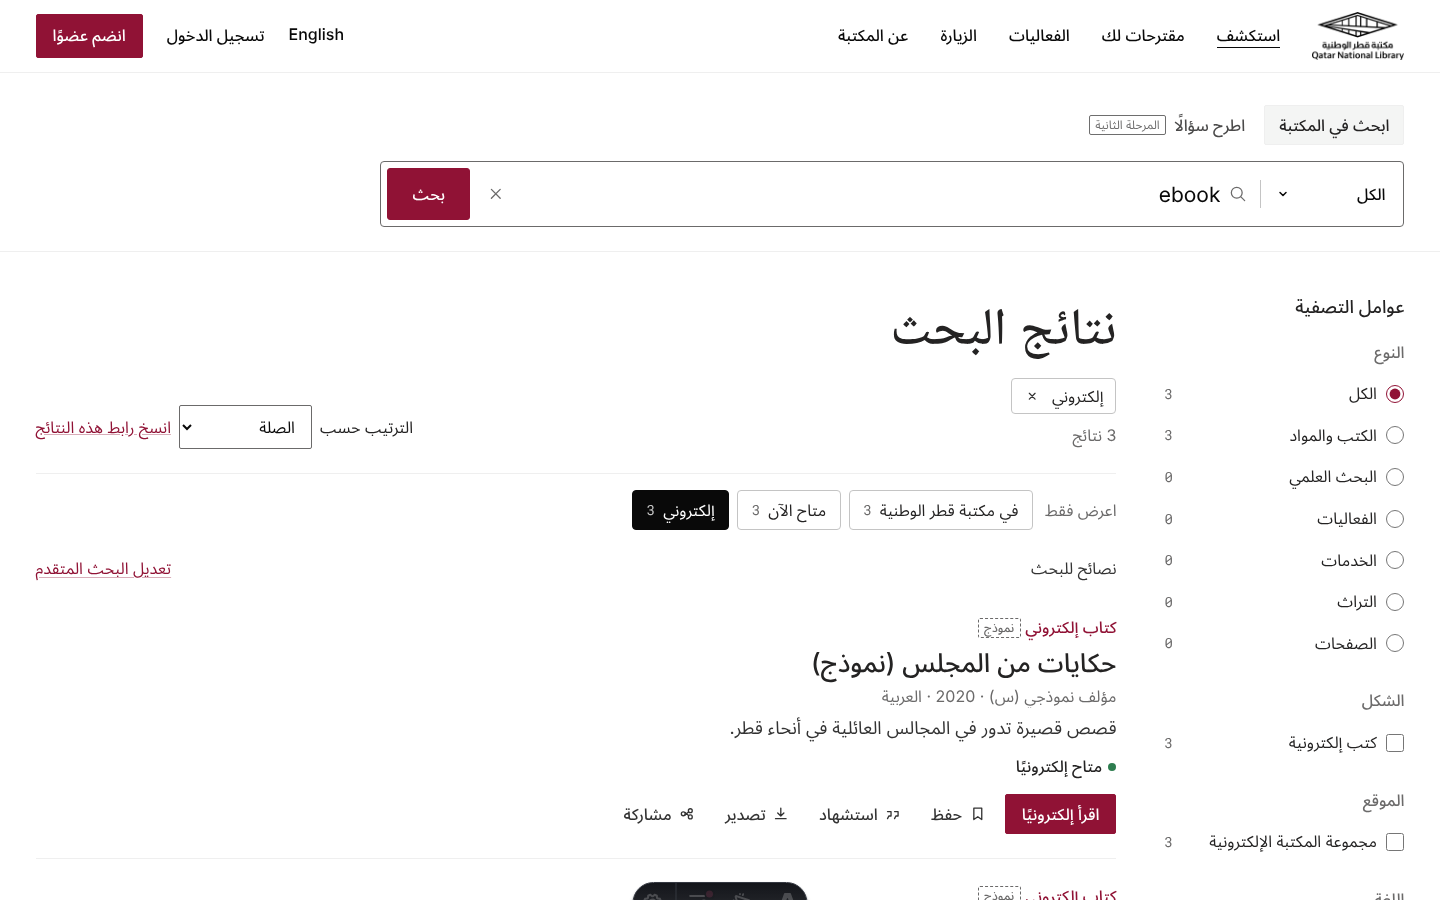 مكتبة قطر الوطنية
Qatar National Library
استكشف
مقترحات لك
الفعاليات
الزيارة
عن المكتبة
English
تسجيل الدخول
انضم عضوًا
ابحث في المكتبة
اطرح سؤالًا
المرحلة الثانية
الكل
ebook
بحث
عوامل التصفية
النوع
الكل 3
الكتب والمواد 3
البحث العلمي 0
الفعاليات 0
الخدمات 0
التراث 0
الصفحات 0
الشكل
كتب إلكترونية 3
الموقع
مجموعة المكتبة الإلكترونية 3
اللغة
نتائج البحث
إلكتروني ×
3 نتائج
الترتيب حسب
الصلة
انسخ رابط هذه النتائج
اعرض فقط
في مكتبة قطر الوطنية 3
متاح الآن 3
إلكتروني 3
نصائح للبحث
تعديل البحث المتقدم
كتاب إلكتروني نموذج
حكايات من المجلس (نموذج)
مؤلف نموذجي (س) · 2020 · العربية
قصص قصيرة تدور في المجالس العائلية في أنحاء قطر.
متاح إلكترونيًا
اقرأ إلكترونيًا
حفظ
استشهاد
تصدير
مشاركة
كتاب إلكتروني نموذج